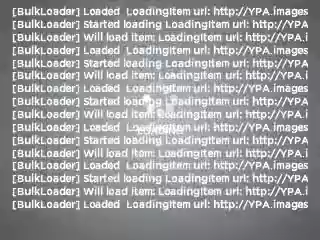 [BulkLoader] Loaded LoadingItem url: http://YPA.images
[BulkLoader] Started loading LoadingItem url: http://YPA
[BulkLoader] Will load item: LoadingItem url: http://YPA.i
[BulkLoader] Loaded LoadingItem url: http://YPA.images
[BulkLoader] Started loading LoadingItem url: http://YPA
[BulkLoader] Will load item: LoadingItem url: http://YPA.i
[BulkLoader] Loaded LoadingItem url: http://YPA.images
[BulkLoader] Started loading LoadingItem url: http://YPA
[BulkLoader] Will load item: LoadingItem url: http://YPA.i
[BulkLoader] Loaded LoadingItem url: http://YPA.images
[BulkLoader] Started loading LoadingItem url: http://YPA
[BulkLoader] Will load item: LoadingItem url: http://YPA.i
[BulkLoader] Loaded LoadingItem url: http://YPA.images
[BulkLoader] Started loading LoadingItem url: http://YPA
[BulkLoader] Will load item: LoadingItem url: http://YPA.i
[BulkLoader] Loaded LoadingItem url: http://YPA.images